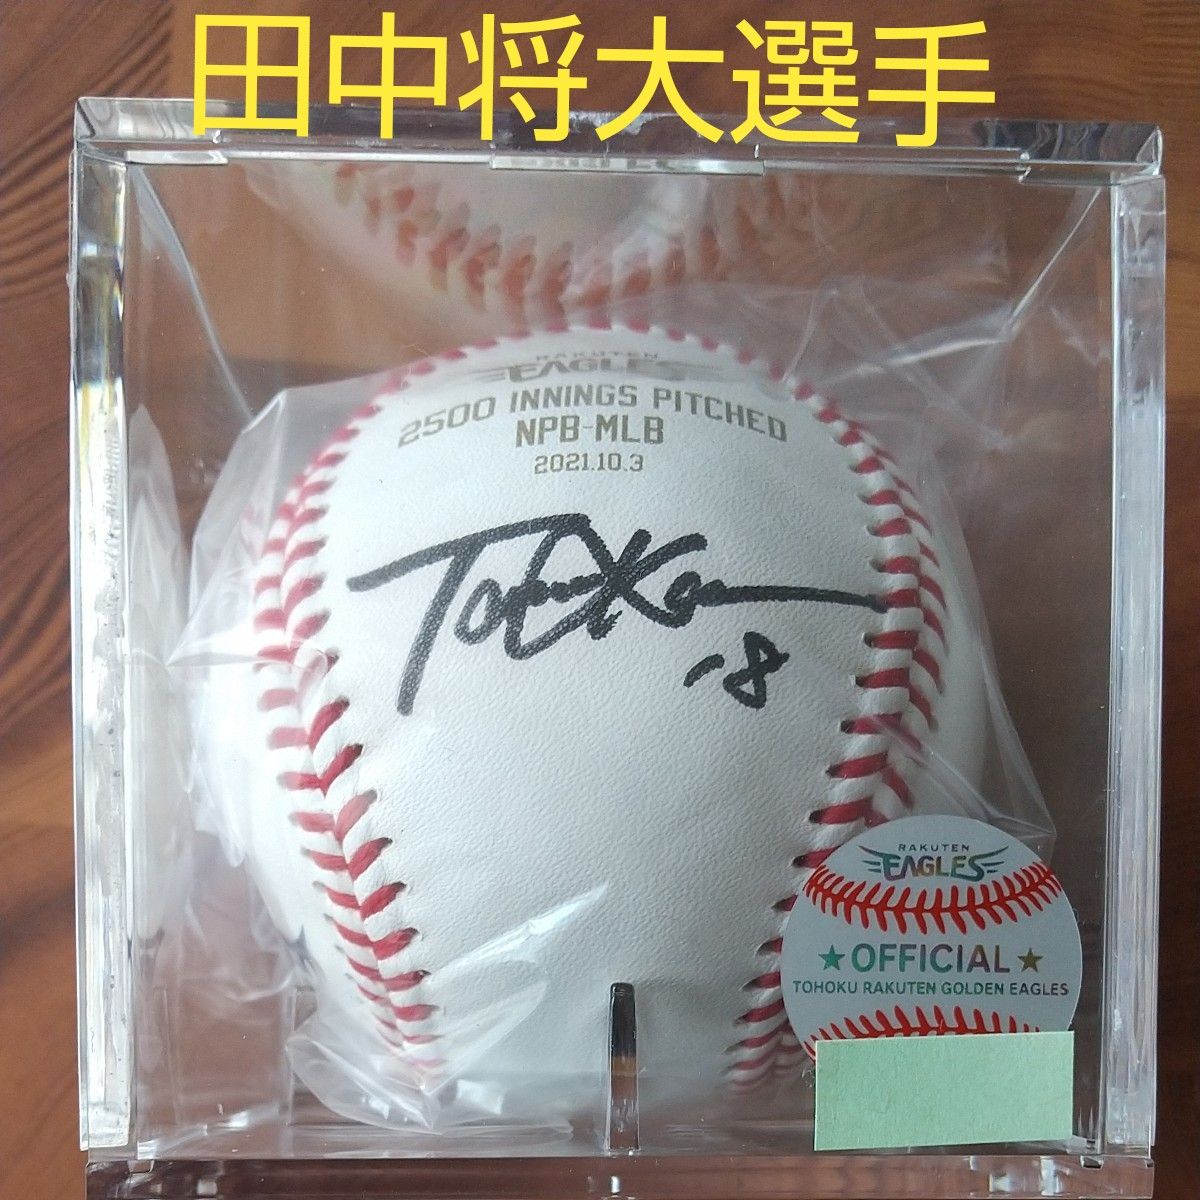 田中将大選手
RAKUTEN
EAGLES
2500 INNINGS PITCHED
NPB-MLB
2021.10.3
18
RAKUTEN
EAGLES
★OFFICIAL★
TOHOKU RAKUTEN GOLDEN EAGLES